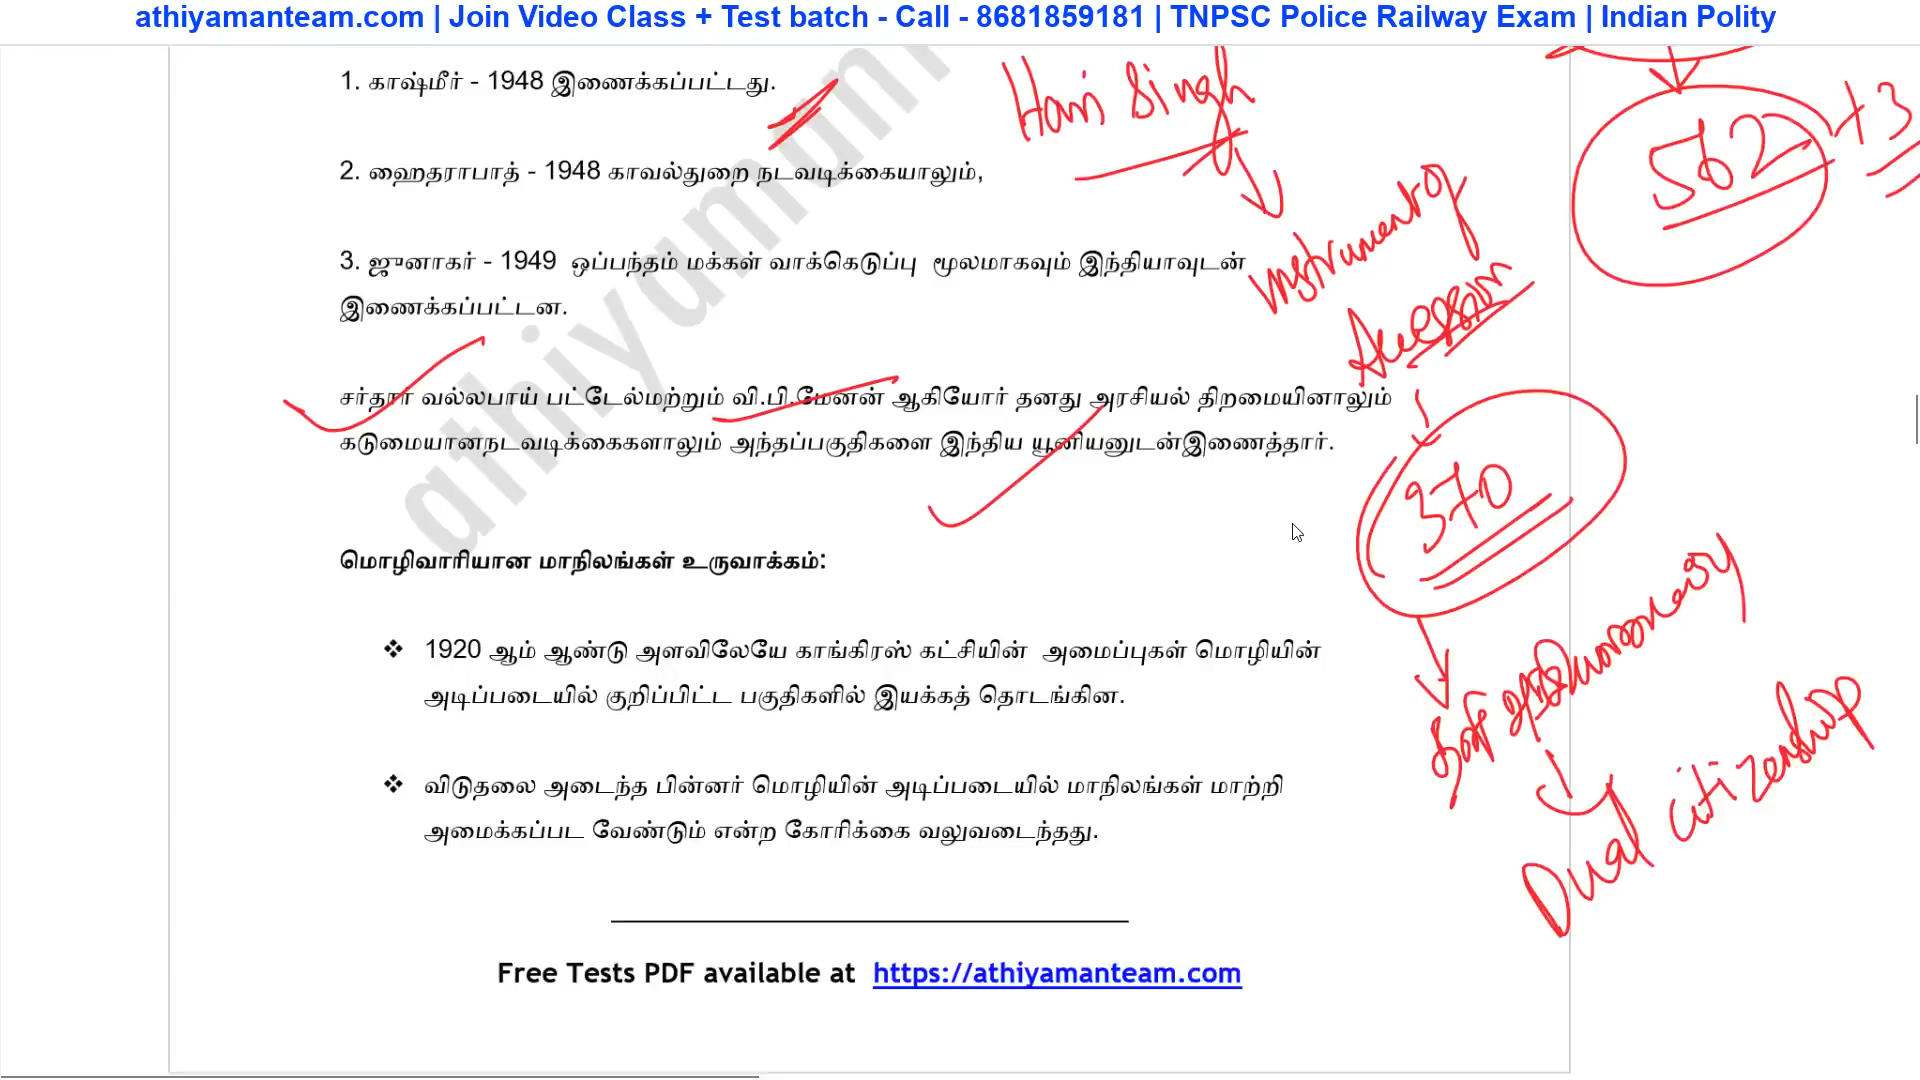 athiyamanteam.com | Join Video Class + Test batch - Call - 8681859181 | TNPSC Police Railway Exam | Indian Polity
1. காஷ்மீர் - 1948 இணைக்கப்பட்டது.
Hari Singh
562 + 3
2. ஹைதராபாத் - 1948 காவல்துறை நடவடிக்கையாலும்,
Instrument of
Accession
3. ஜுனாகர் - 1949 ஒப்பந்தம் மக்கள் வாக்கெடுப்பு மூலமாகவும் இந்தியாவுடன்
இணைக்கப்பட்டன.
சர்தார் வல்லபாய் பட்டேல்மற்றும் வி.பி.மேனன் ஆகியோர் தனது அரசியல் திறமையினாலும்
கடுமையானநடவடிக்கைகளாலும் அந்தப்பகுதிகளை இந்திய யூனியனுடன்இணைத்தார்.
370
மொழிவாரியான மாநிலங்கள் உருவாக்கம்:
❖ 1920 ஆம் ஆண்டு அளவிலேயே காங்கிரஸ் கட்சியின் அமைப்புகள் மொழியின்
அடிப்படையில் குறிப்பிட்ட பகுதிகளில் இயக்கத் தொடங்கின.
❖ விடுதலை அடைந்த பின்னர் மொழியின் அடிப்படையில் மாநிலங்கள் மாற்றி
அமைக்கப்பட வேண்டும் என்ற கோரிக்கை வலுவடைந்தது.
Dual citizenship
Free Tests PDF available at https://athiyamanteam.com
athiyaman